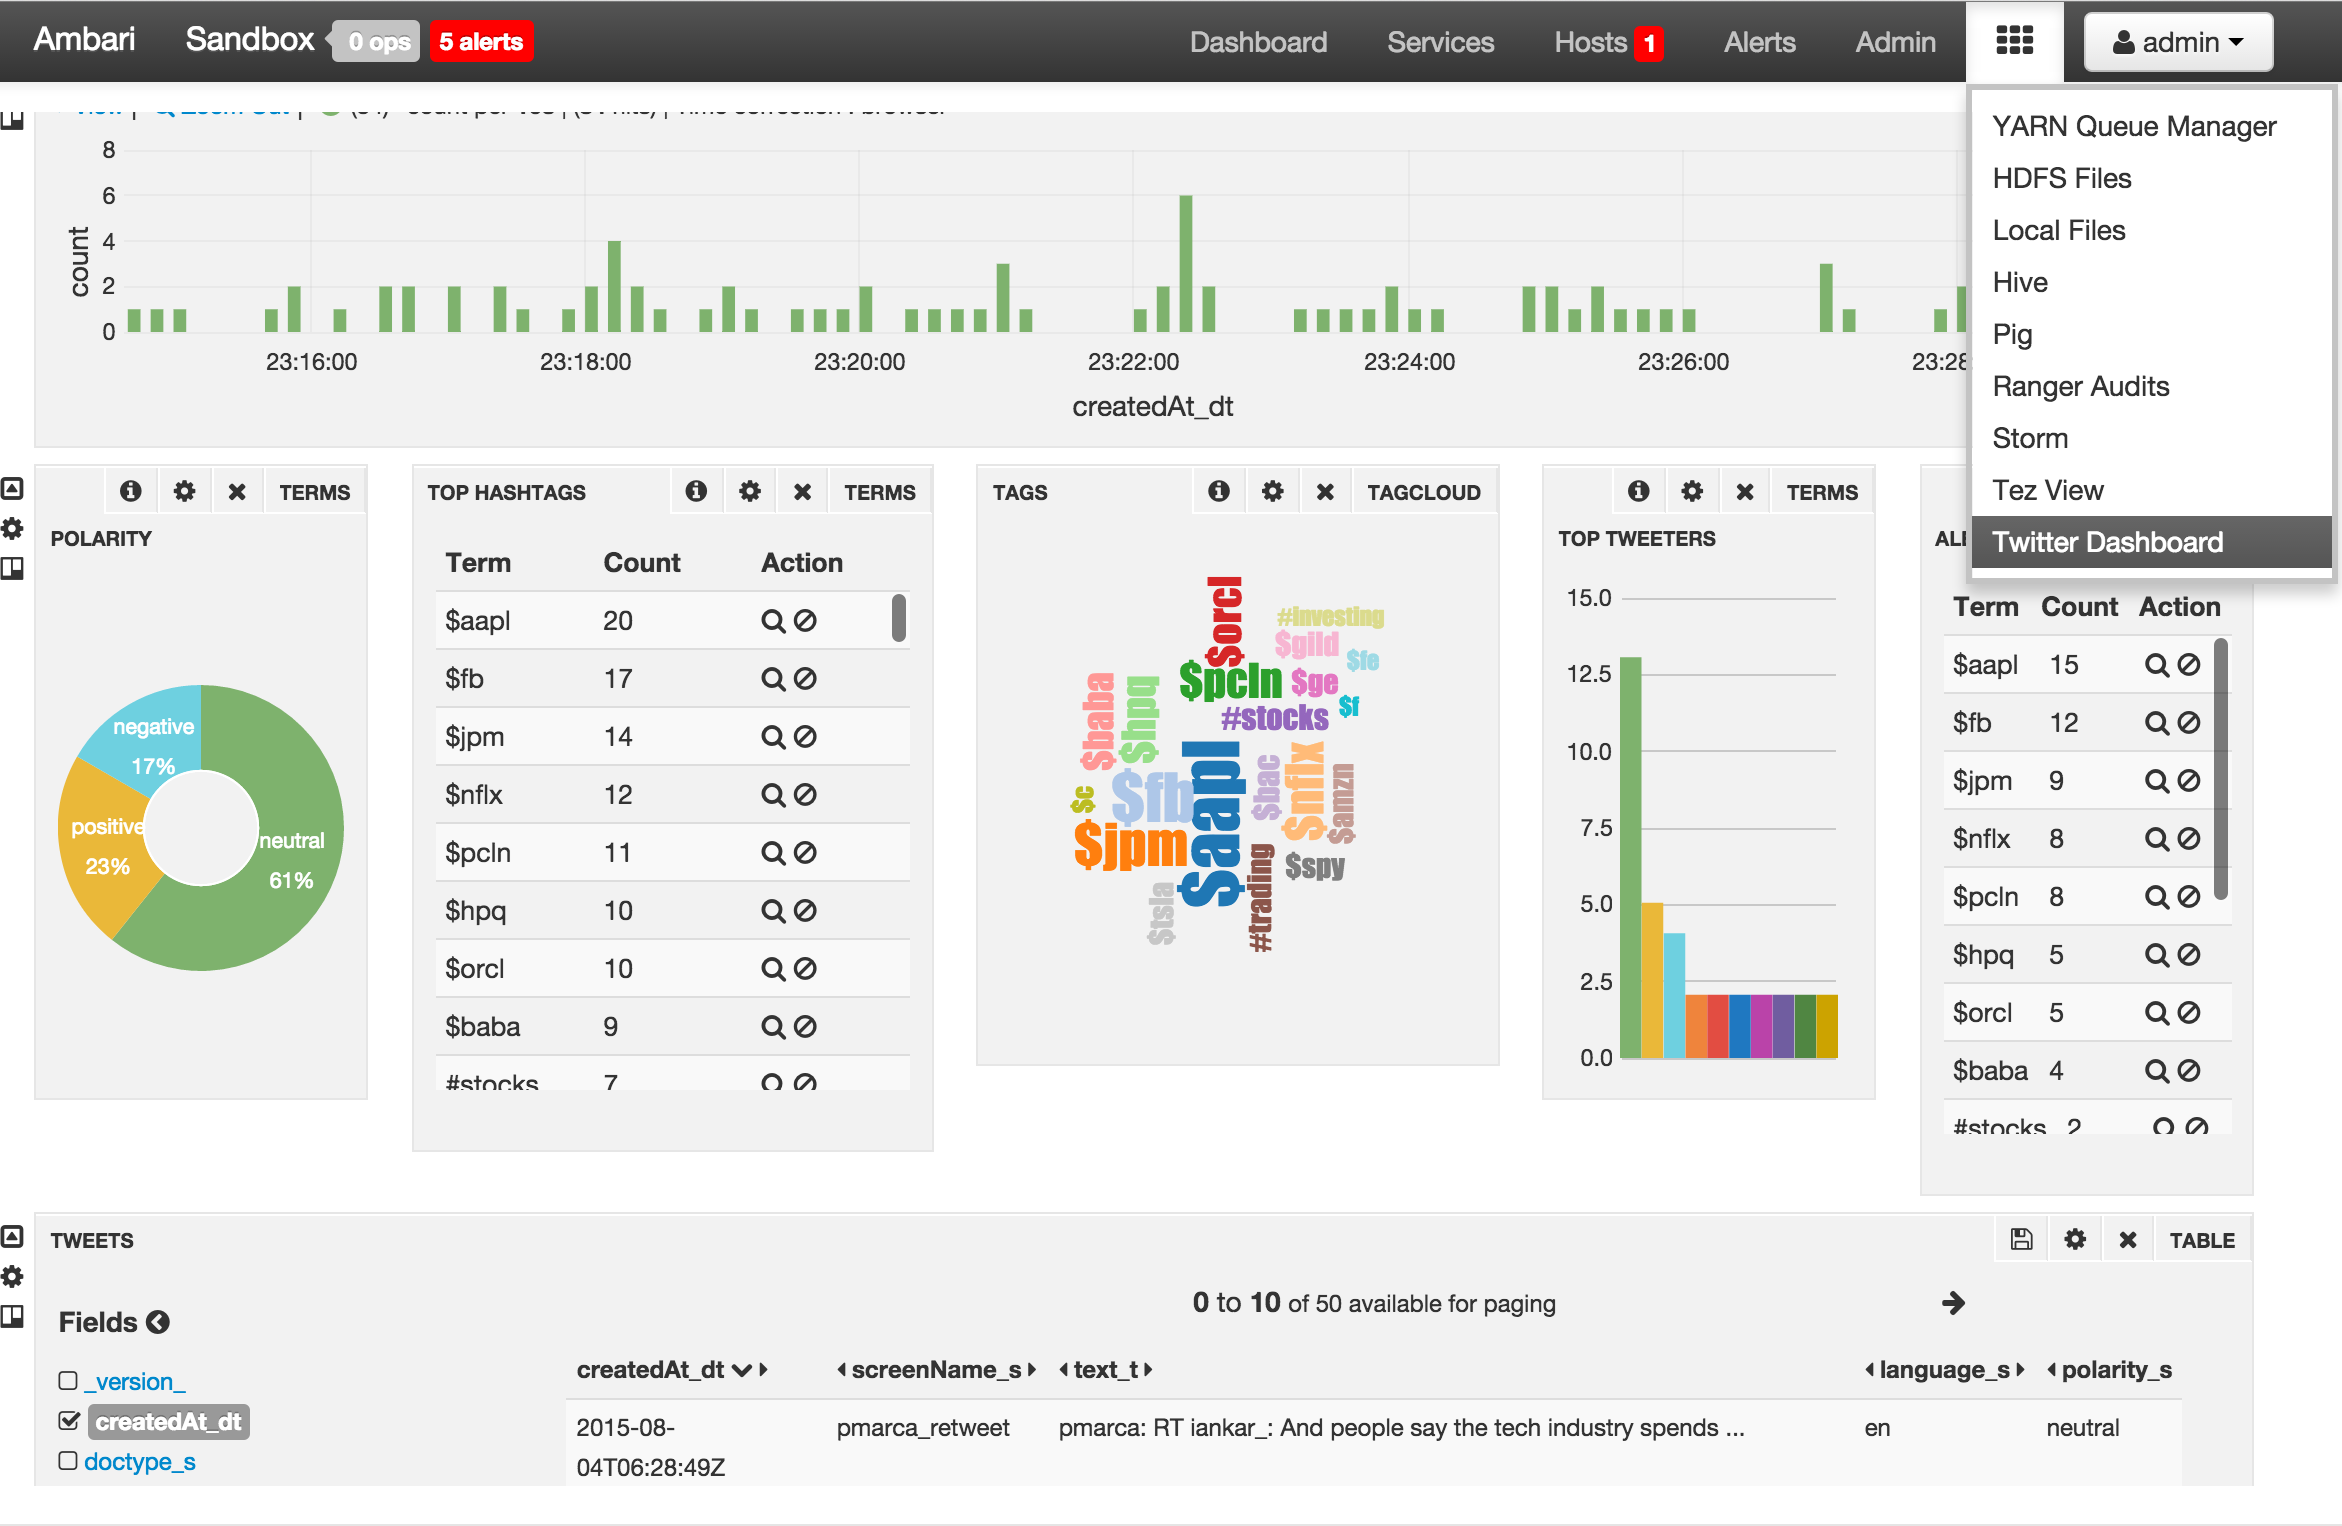 Ambari Sandbox 0 ops 5 alerts Dashboard Services Hosts 1 Alerts Admin admin
YARN Queue Manager
HDFS Files
Local Files
Hive
Pig
Ranger Audits
Storm
Tez View
Twitter Dashboard
View | Zoom Out |
count
8
6
4
2
0
23:16:00 23:18:00 23:20:00 23:22:00 23:24:00 23:26:00 23:28
createdAt_dt
TERMS
POLARITY
negative
17%
positive
23%
neutral
61%
TOP HASHTAGS TERMS
Term Count Action
$aapl 20
$fb 17
$jpm 14
$nflx 12
$pcln 11
$hpq 10
$orcl 10
$baba 9
#stocks 7
TAGS TAGCLOUD
$orcl
#investing
$gild
$fe
$pcln
$ge
$f
#stocks
$baba
$hpq
$aapl
$fb
$bac
$nflx
$amzn
$c
$jpm
$spy
#trading
$tsla
TERMS
TOP TWEETERS
15.0
12.5
10.0
7.5
5.0
2.5
0.0
Term Count Action
$aapl 15
$fb 12
$jpm 9
$nflx 8
$pcln 8
$hpq 5
$orcl 5
$baba 4
#stocks 2
TWEETS TABLE
0 to 10 of 50 available for paging
Fields
_version_
createdAt_dt
doctype_s
createdAt_dt screenName_s text_t language_s polarity_s
2015-08-04T06:28:49Z pmarca_retweet pmarca: RT iankar_: And people say the tech industry spends ... en neutral